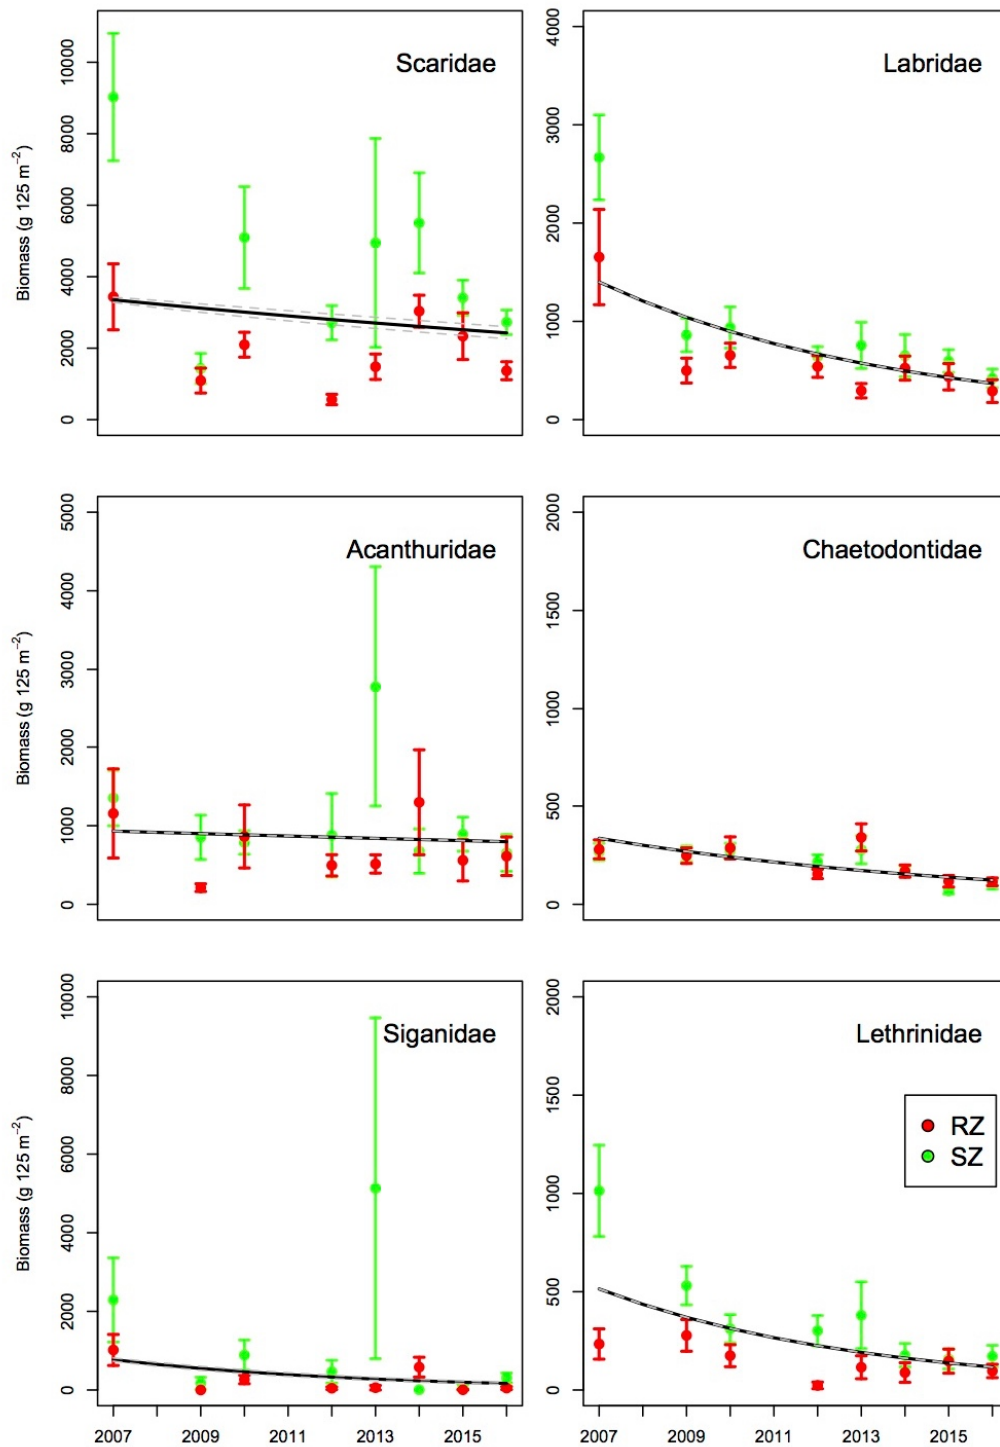 Scaridae
Biomass (g 125 m⁻²)
0 2000 4000 6000 8000 10000
Labridae
0 1000 2000 3000 4000
Acanthuridae
Biomass (g 125 m⁻²)
0 1000 2000 3000 4000 5000
Chaetodontidae
0 500 1000 1500 2000
Siganidae
Biomass (g 125 m⁻²)
0 2000 4000 6000 8000 10000
2007 2009 2011 2013 2015
Lethrinidae
0 500 1000 1500 2000
RZ
SZ
2007 2009 2011 2013 2015